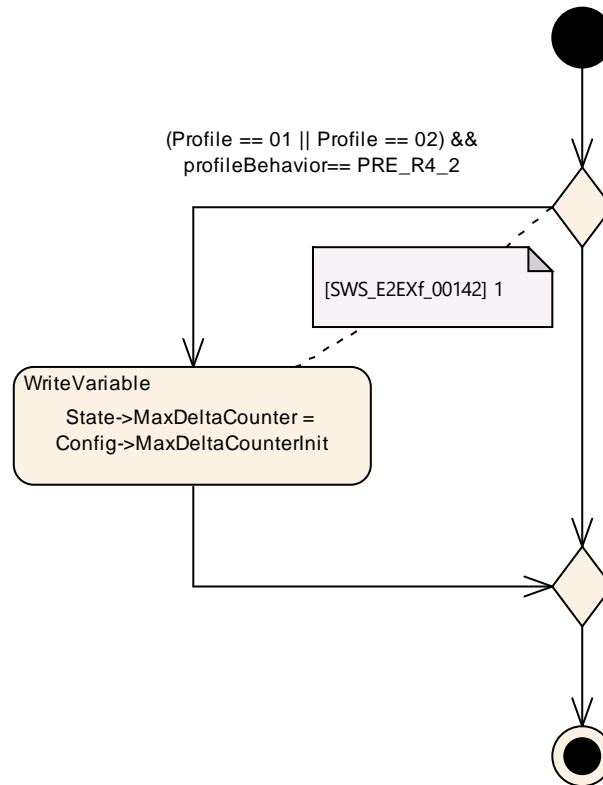 (Profile == 01 || Profile == 02) &&
profileBehavior== PRE_R4_2
[SWS_E2EXf_00142] 1
WriteVariable
State->MaxDeltaCounter =
Config->MaxDeltaCounterInit